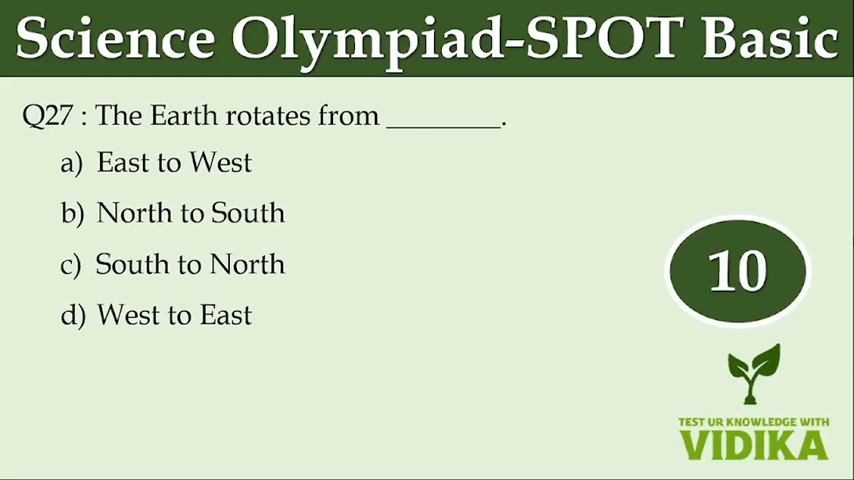 Science Olympiad-SPOT Basic
Q27 : The Earth rotates from ________.
a) East to West
b) North to South
c) South to North
d) West to East
10
TEST UR KNOWLEDGE WITH
VIDIKA